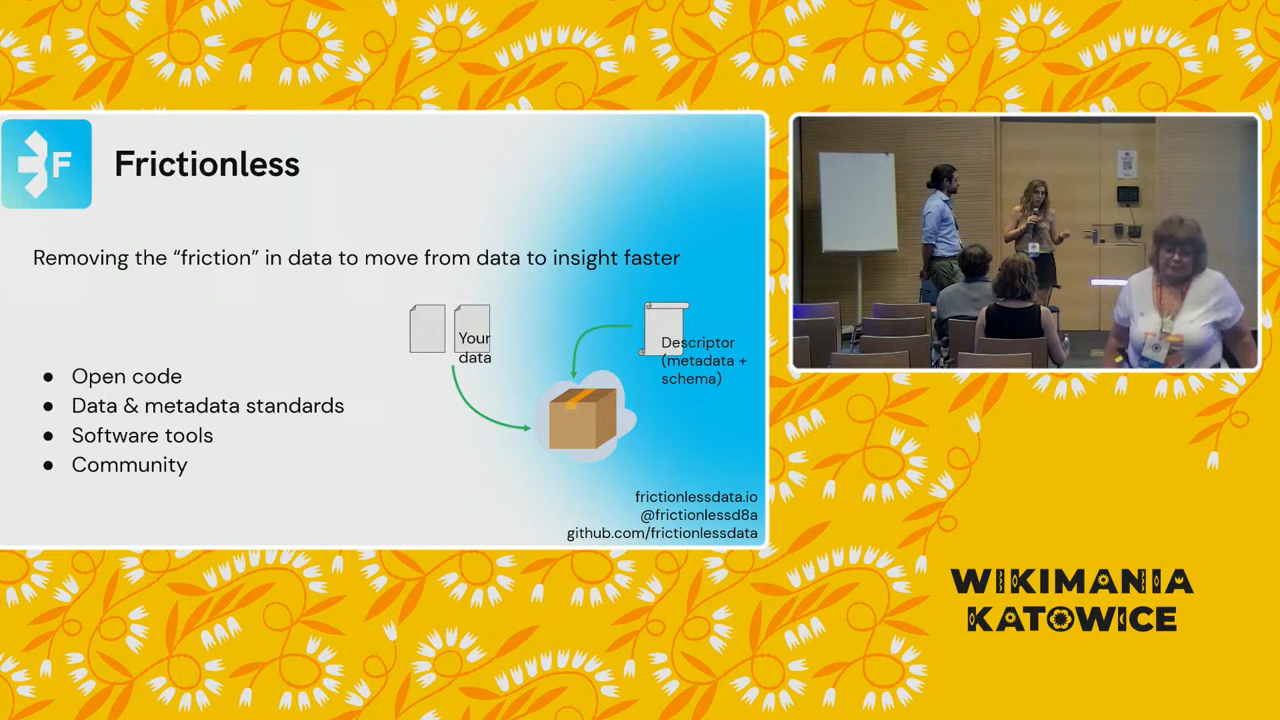 F
Frictionless
Removing the “friction” in data to move from data to insight faster
● Open code
● Data & metadata standards
● Software tools
● Community
Your
data
Descriptor
(metadata +
schema)
frictionlessdata.io
@frictionlessd8a
github.com/frictionlessdata
WIKIMANIA
KATOWICE